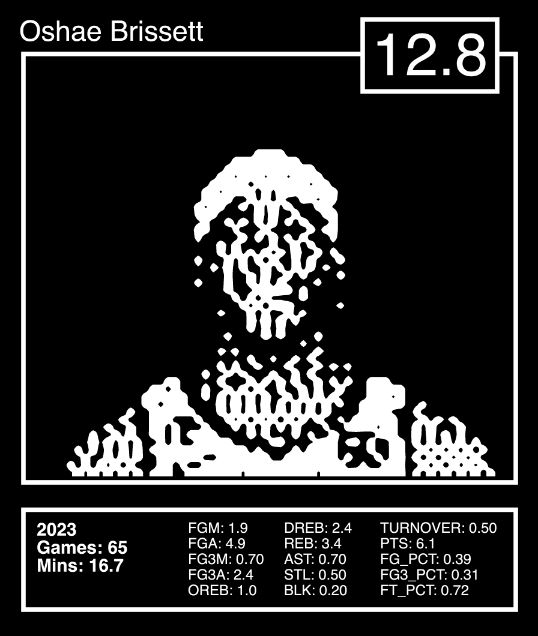 Oshae Brissett
12.8
2023
Games: 65
Mins: 16.7
FGM: 1.9
FGA: 4.9
FG3M: 0.70
FG3A: 2.4
OREB: 1.0
DREB: 2.4
REB: 3.4
AST: 0.70
STL: 0.50
BLK: 0.20
TURNOVER: 0.50
PTS: 6.1
FG_PCT: 0.39
FG3_PCT: 0.31
FT_PCT: 0.72